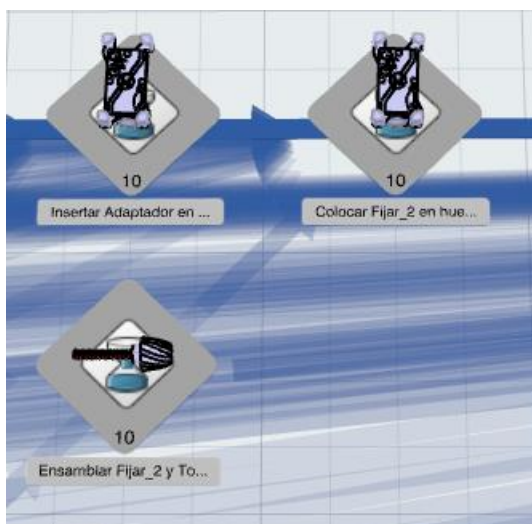 10
Insertar Adaptador en ...
10
Colocar Fijar_2 en hue...
10
Ensamblar Fijar_2 y To...